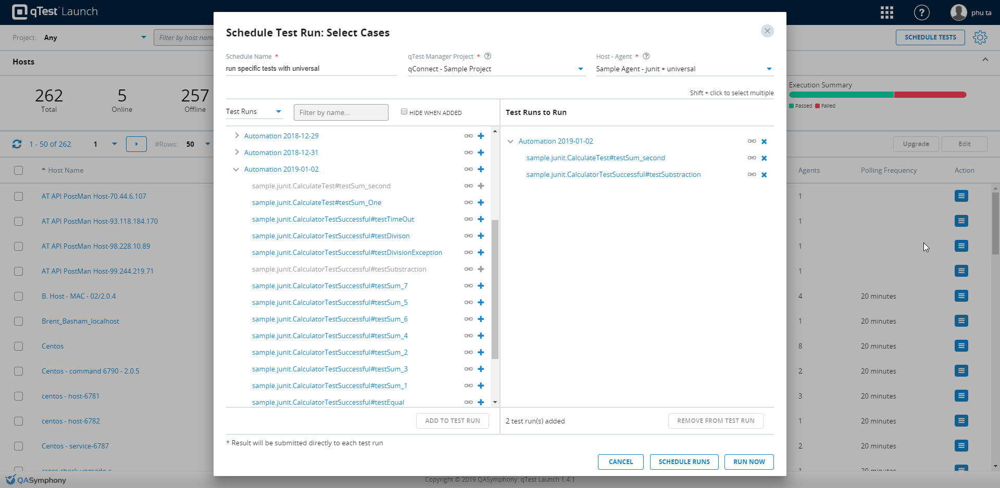 qTest Launch
phu ta
Project: Any
Filter by host nam
SCHEDULE TESTS
Hosts
262
Total
5
Online
257
Offline
Execution Summary
Passed Failed
1 - 50 of 262 1 #Rows: 50
Upgrade Edit
Host Name
Agents Polling Frequency Action
AT API PostMan Host-70.44.6.107 1
AT API PostMan Host-93.118.184.170 1
AT API PostMan Host-98.228.10.89 1
AT API PostMan Host-99.244.219.71 1
B. Host - MAC - 02/2.0.4 4 20 minutes
Brent_Basham_localhost 1 20 minutes
Centos 8 20 minutes
Centos - command 6790 - 2.0.5 2 20 minutes
centos - host-6781 3 20 minutes
centos - host-6782 1 20 minutes
Centos - service-6787 2 20 minutes
cross check upgrade a 1 20 minutes
Schedule Test Run: Select Cases
Schedule Name *
run specific tests with universal
qTest Manager Project * ?
qConnect - Sample Project
Host - Agent * ?
Sample Agent - junit + universal
Shift + click to select multiple
Test Runs
Filter by name...
HIDE WHEN ADDED
Automation 2018-12-29
Automation 2018-12-31
Automation 2019-01-02
sample.junit.CalculateTest#testSum_second
sample.junit.CalculateTest#testSum_One
sample.junit.CalculatorTestSuccessful#testTimeOut
sample.junit.CalculatorTestSuccessful#testDivison
sample.junit.CalculatorTestSuccessful#testDivisionException
sample.junit.CalculatorTestSuccessful#testSubstraction
sample.junit.CalculatorTestSuccessful#testSum_7
sample.junit.CalculatorTestSuccessful#testSum_5
sample.junit.CalculatorTestSuccessful#testSum_6
sample.junit.CalculatorTestSuccessful#testSum_4
sample.junit.CalculatorTestSuccessful#testSum_2
sample.junit.CalculatorTestSuccessful#testSum_3
sample.junit.CalculatorTestSuccessful#testSum_1
sample.junit.CalculatorTestSuccessful#testEqual
ADD TO TEST RUN
Test Runs to Run
Automation 2019-01-02
sample.junit.CalculateTest#testSum_second
sample.junit.CalculatorTestSuccessful#testSubstraction
2 test run(s) added
REMOVE FROM TEST RUN
* Result will be submitted directly to each test run
CANCEL SCHEDULE RUNS RUN NOW
QASymphony
Copyright © 2019 QASymphony. qTest Launch 1.4.1